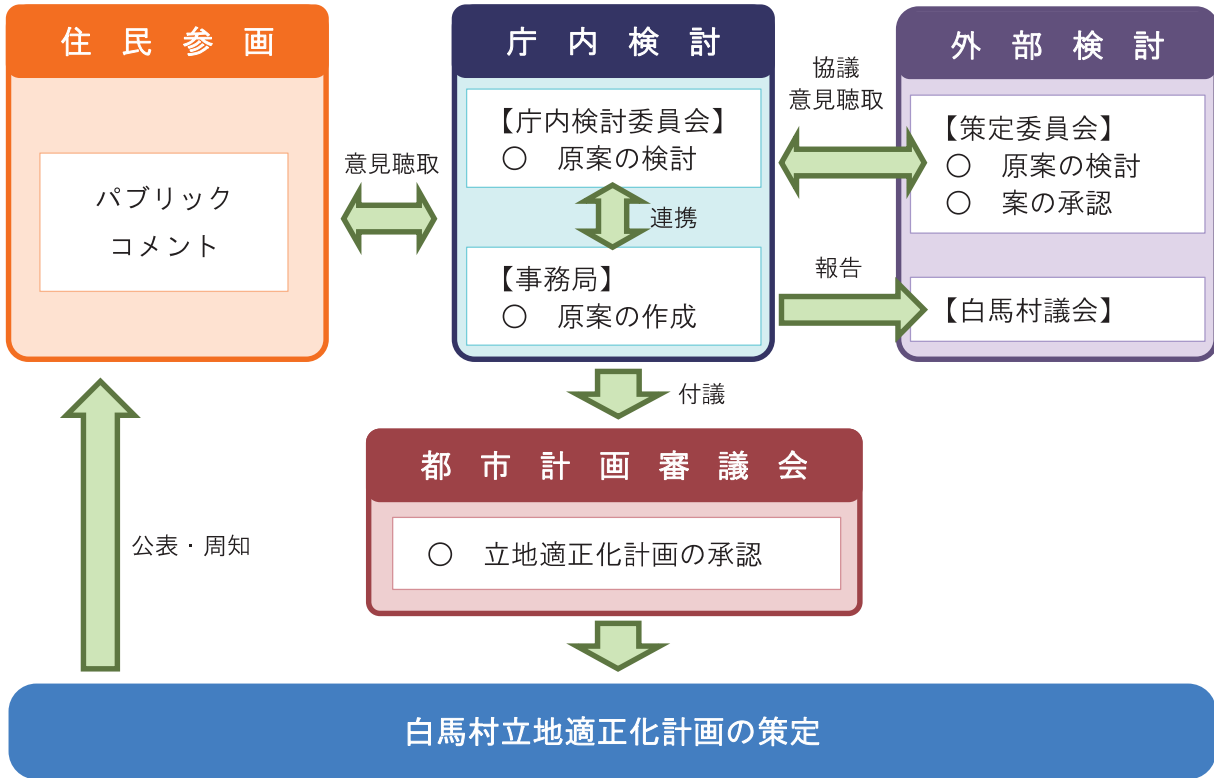 住民参画
パブリック
コメント
意見聴取
庁内検討
【庁内検討委員会】
○ 原案の検討
連携
【事務局】
○ 原案の作成
協議
意見聴取
報告
外部検討
【策定委員会】
○ 原案の検討
○ 案の承認
【白馬村議会】
付議
都市計画審議会
○ 立地適正化計画の承認
公表・周知
白馬村立地適正化計画の策定